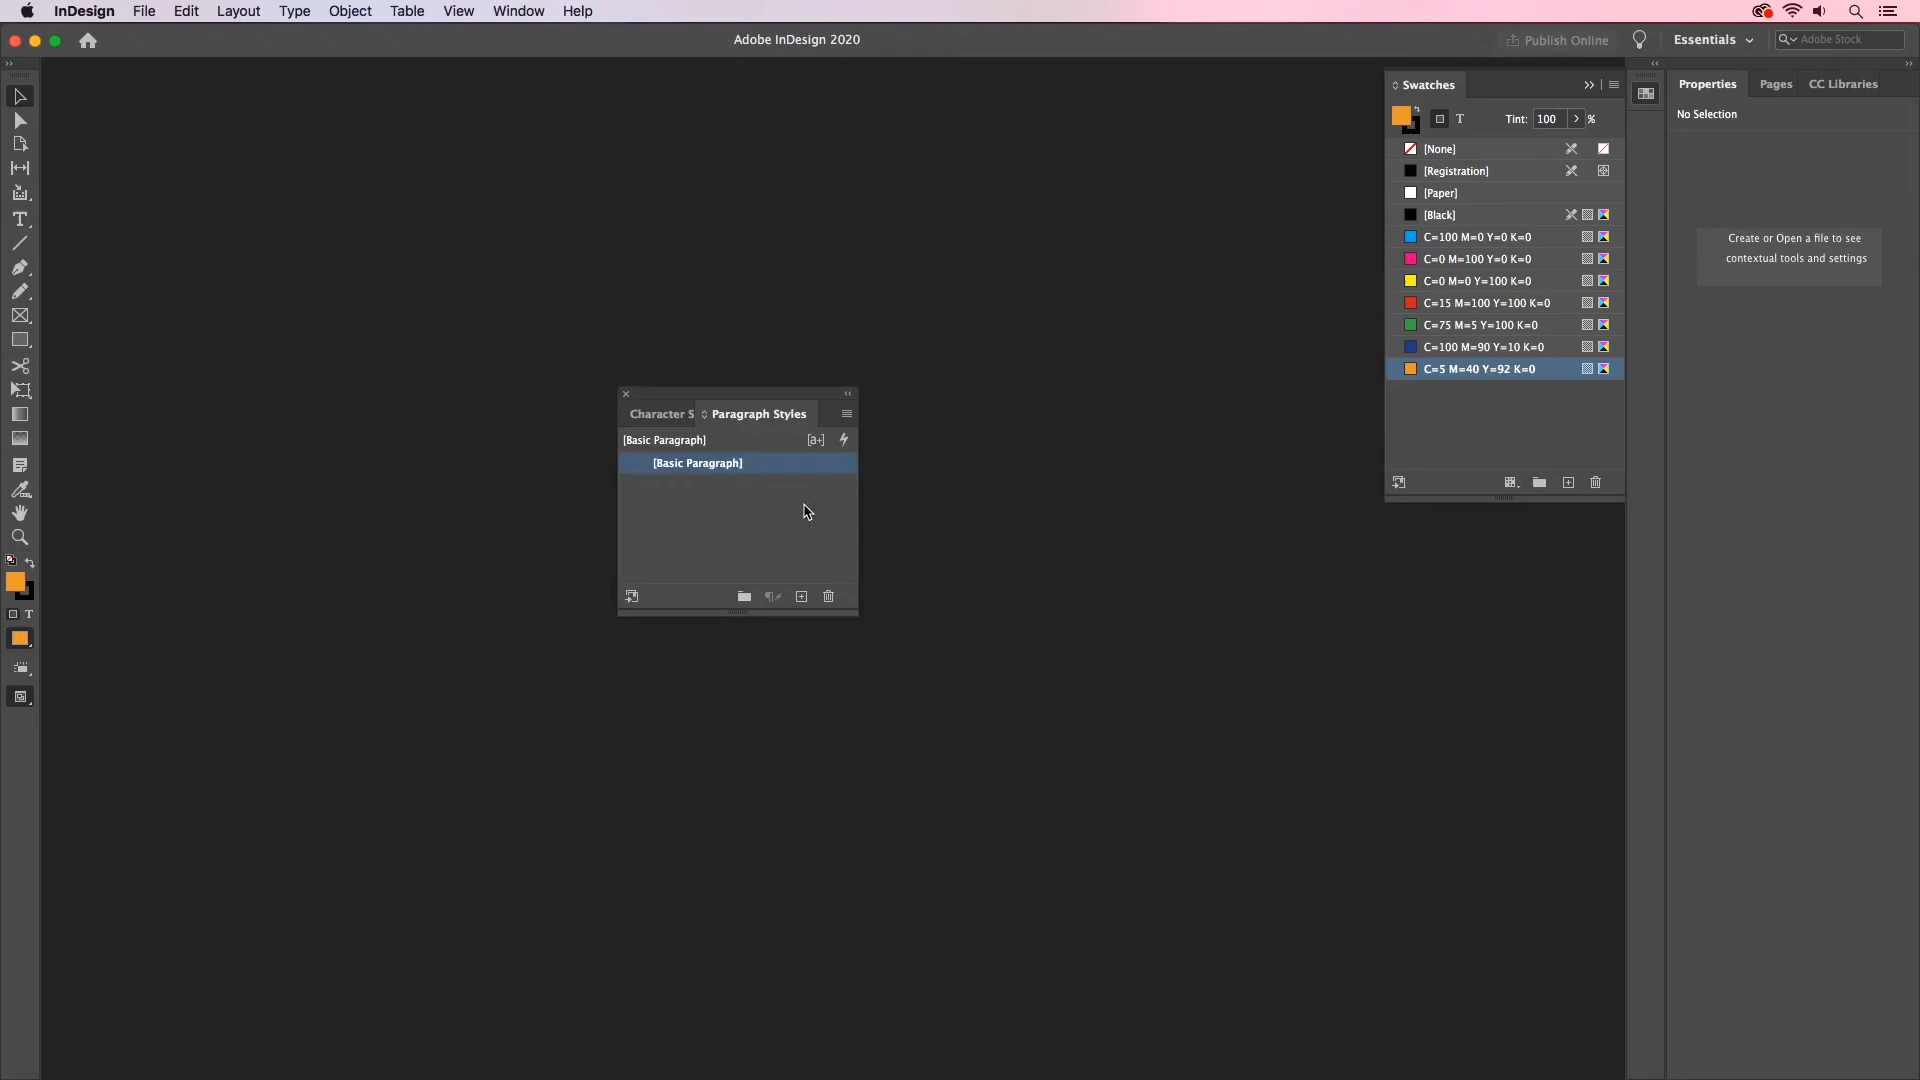 InDesign File Edit Layout Type Object Table View Window Help
Adobe InDesign 2020
Publish Online
Essentials
Adobe Stock
Swatches
T
Tint: 100 %
[None]
[Registration]
[Paper]
[Black]
C=100 M=0 Y=0 K=0
C=0 M=100 Y=0 K=0
C=0 M=0 Y=100 K=0
C=15 M=100 Y=100 K=0
C=75 M=5 Y=100 K=0
C=100 M=90 Y=10 K=0
C=5 M=40 Y=92 K=0
Properties Pages CC Libraries
No Selection
Create or Open a file to see
contextual tools and settings
Character S Paragraph Styles
[Basic Paragraph] [a+]
[Basic Paragraph]
T